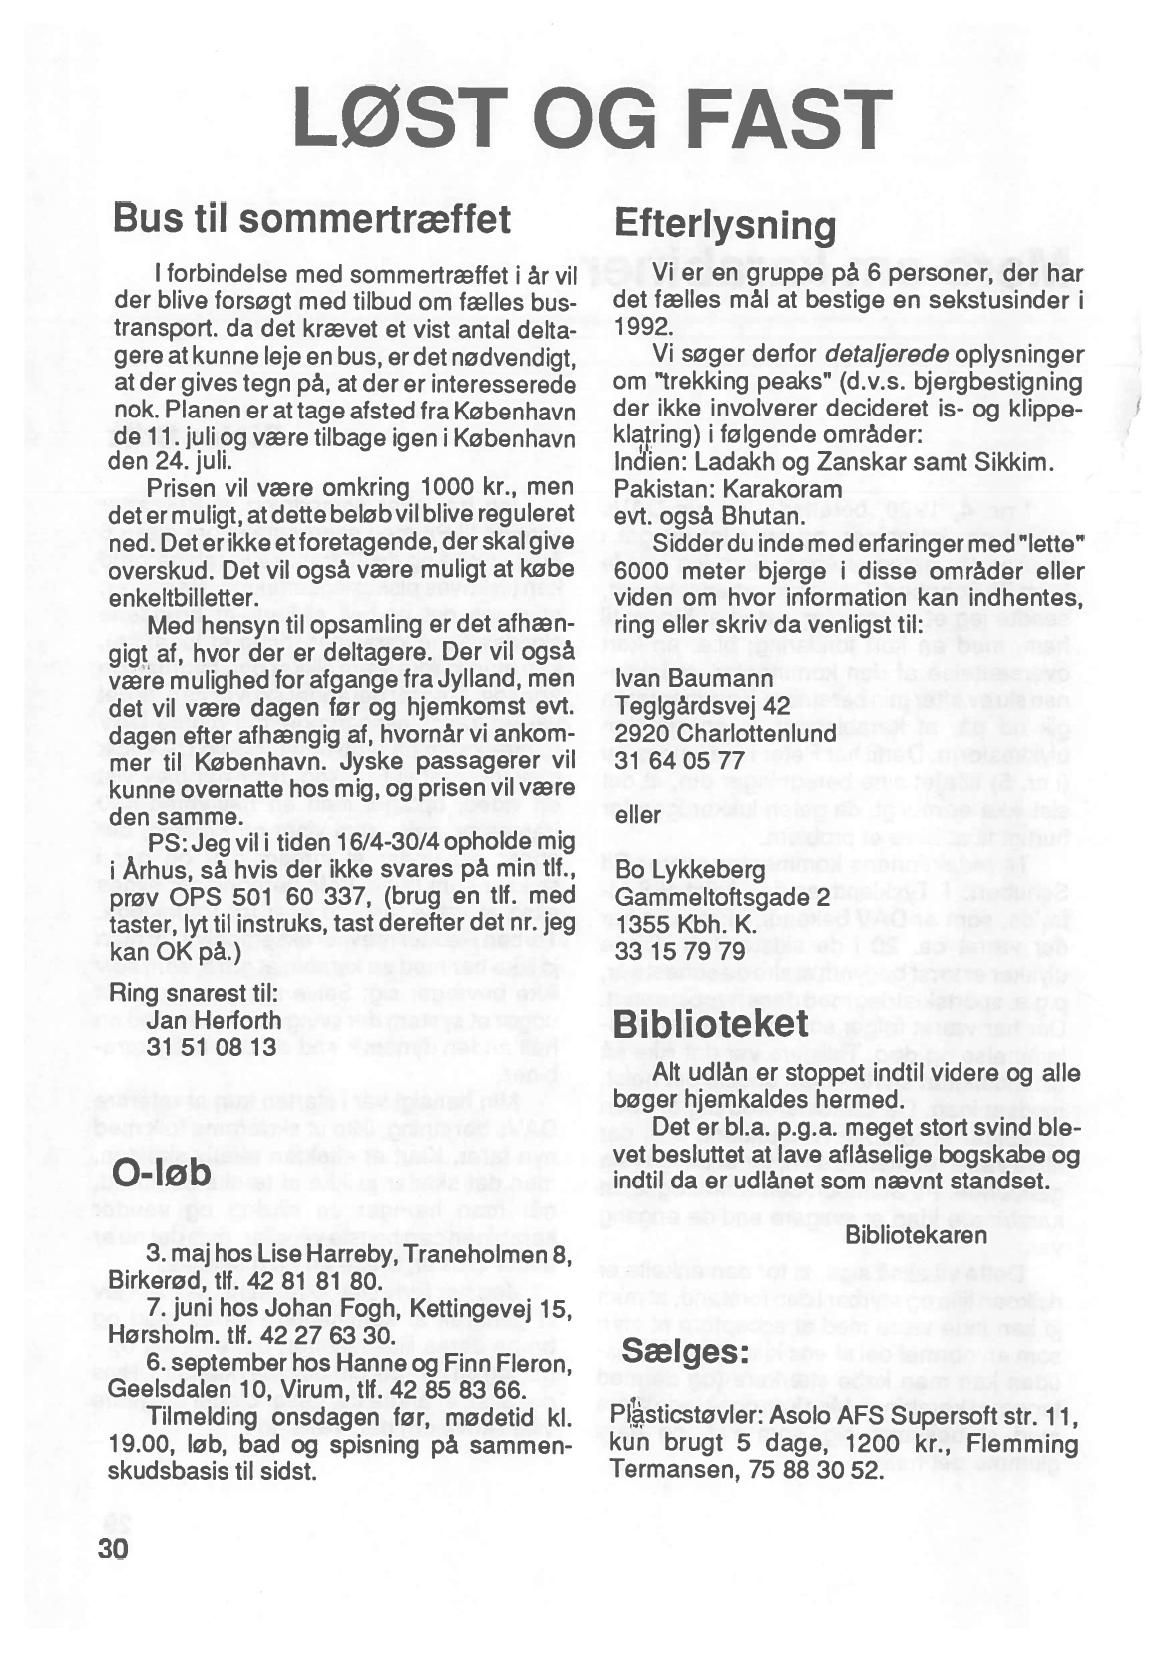 LØST OG FAST
Bus til sommertræffet
I forbindelse med sommertræffet i år vil
der blive forsøgt med tilbud om fælles bus-
transport. da det krævet et vist antal delta-
gere at kunne leje en bus, er det nødvendigt,
at der gives tegn på, at der er interesserede
nok. Planen er at tage afsted fra København
de 11. juli og være tilbage igen i København
den 24. juli.
Prisen vil være omkring 1000 kr., men
det er muligt, at dette beløb vil blive reguleret
ned. Det er ikke et foretagende, der skal give
overskud. Det vil også være muligt at købe
enkeltbilletter.
Med hensyn til opsamling er det afhæn-
gigt af, hvor der er deltagere. Der vil også
være mulighed for afgange fra Jylland, men
det vil være dagen før og hjemkomst evt.
dagen efter afhængig af, hvornår vi ankom-
mer til København. Jyske passagerer vil
kunne overnatte hos mig, og prisen vil være
den samme.
PS: Jeg vil i tiden 16/4-30/4 opholde mig
i Århus, så hvis der ikke svares på min tlf.,
prøv OPS 501 60 337, (brug en tlf. med
taster, lyt til instruks, tast derefter det nr. jeg
kan OK på.)
Ring snarest til:
Jan Herforth
31 51 08 13
O-løb
3. maj hos Lise Harreby, Traneholmen 8,
Birkerød, tlf. 42 81 81 80.
7. juni hos Johan Fogh, Kettingevej 15,
Hørsholm. tlf. 42 27 63 30.
6. september hos Hanne og Finn Fleron,
Geelsdalen 10, Virum, tlf. 42 85 83 66.
Tilmelding onsdagen før, mødetid kl.
19.00, løb, bad og spisning på sammen-
skudsbasis til sidst.
Efterlysning
Vi er en gruppe på 6 personer, der har
det fælles mål at bestige en sekstusinder i
1992.
Vi søger derfor detaljerede oplysninger
om "trekking peaks" (d.v.s. bjergbestigning
der ikke involverer decideret is- og klippe-
klatring) i følgende områder:
Indien: Ladakh og Zanskar samt Sikkim.
Pakistan: Karakoram
evt. også Bhutan.
Sidder du inde med erfaringer med "lette"
6000 meter bjerge i disse områder eller
viden om hvor information kan indhentes,
ring eller skriv da venligst til:
Ivan Baumann
Teglgårdsvej 42
2920 Charlottenlund
31 64 05 77
eller
Bo Lykkeberg
Gammeltoftsgade 2
1355 Kbh. K.
33 15 79 79
Biblioteket
Alt udlån er stoppet indtil videre og alle
bøger hjemkaldes hermed.
Det er bl.a. p.g.a. meget stort svind ble-
vet besluttet at lave aflåselige bogskabe og
indtil da er udlånet som nævnt standset.
Bibliotekaren
Sælges:
Plasticstøvler: Asolo AFS Supersoft str. 11,
kun brugt 5 dage, 1200 kr., Flemming
Termansen, 75 88 30 52.
30